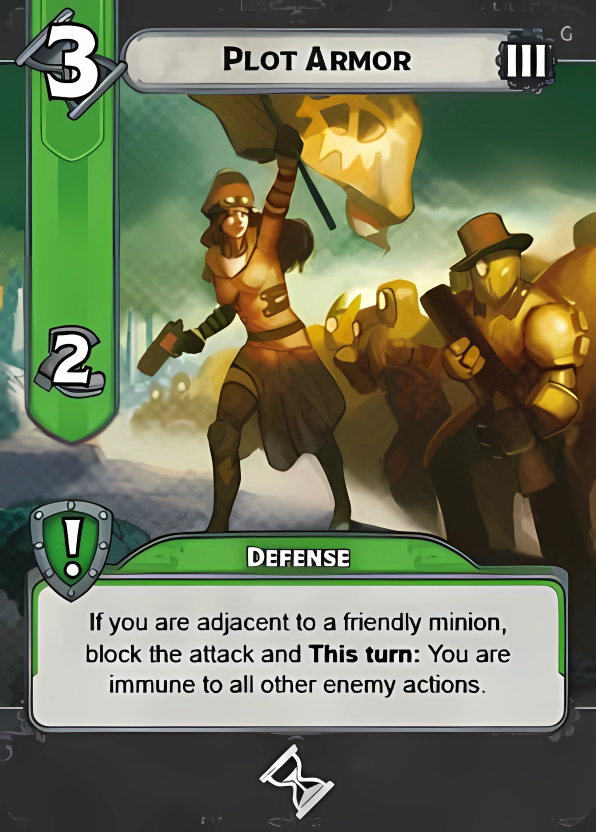 3
PLOT ARMOR
III
G
2
!
DEFENSE
If you are adjacent to a friendly minion,
block the attack and This turn: You are
immune to all other enemy actions.